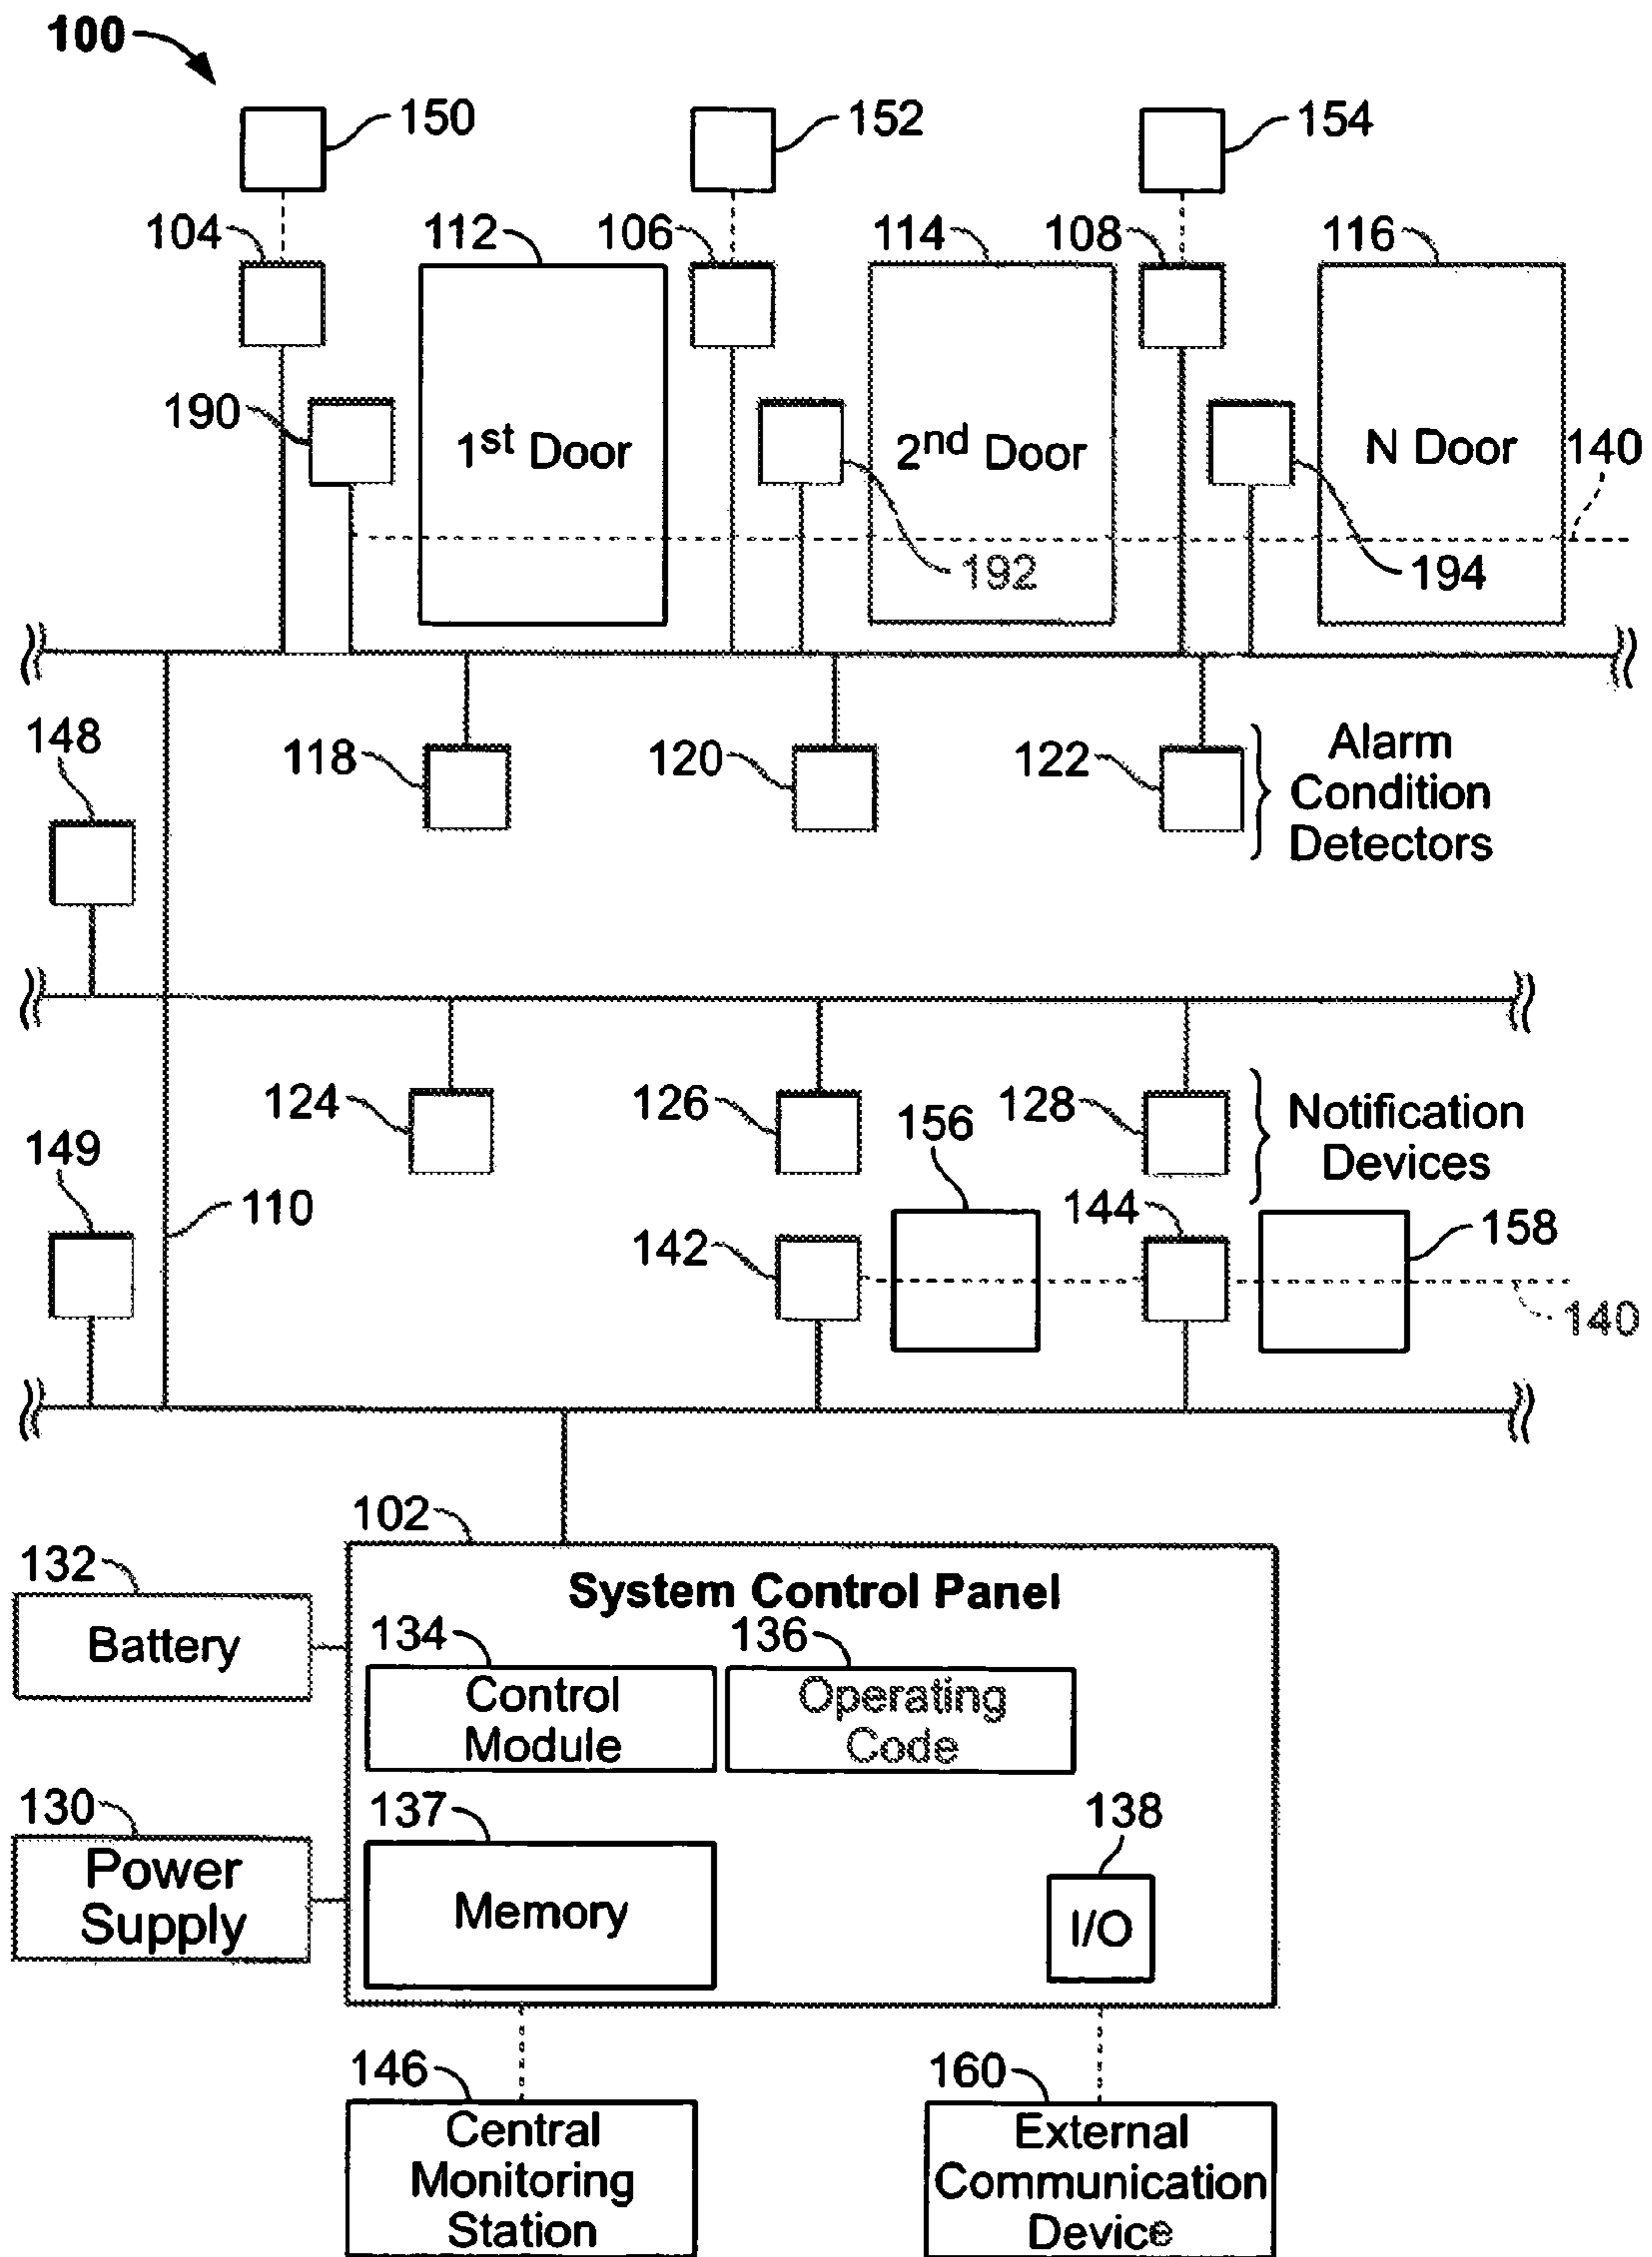 100
150
152
154
104
112
106
114
108
116
190
1st Door
2nd Door
N Door
140
192
194
148
118
120
122
Alarm
Condition
Detectors
124
126
128
Notification
Devices
156
149
110
142
144
158
140
102
132
System Control Panel
Battery
134
136
Control
Module
Operating
Code
130
137
138
Power
Supply
Memory
I/O
146
160
Central
Monitoring
Station
External
Communication
Device